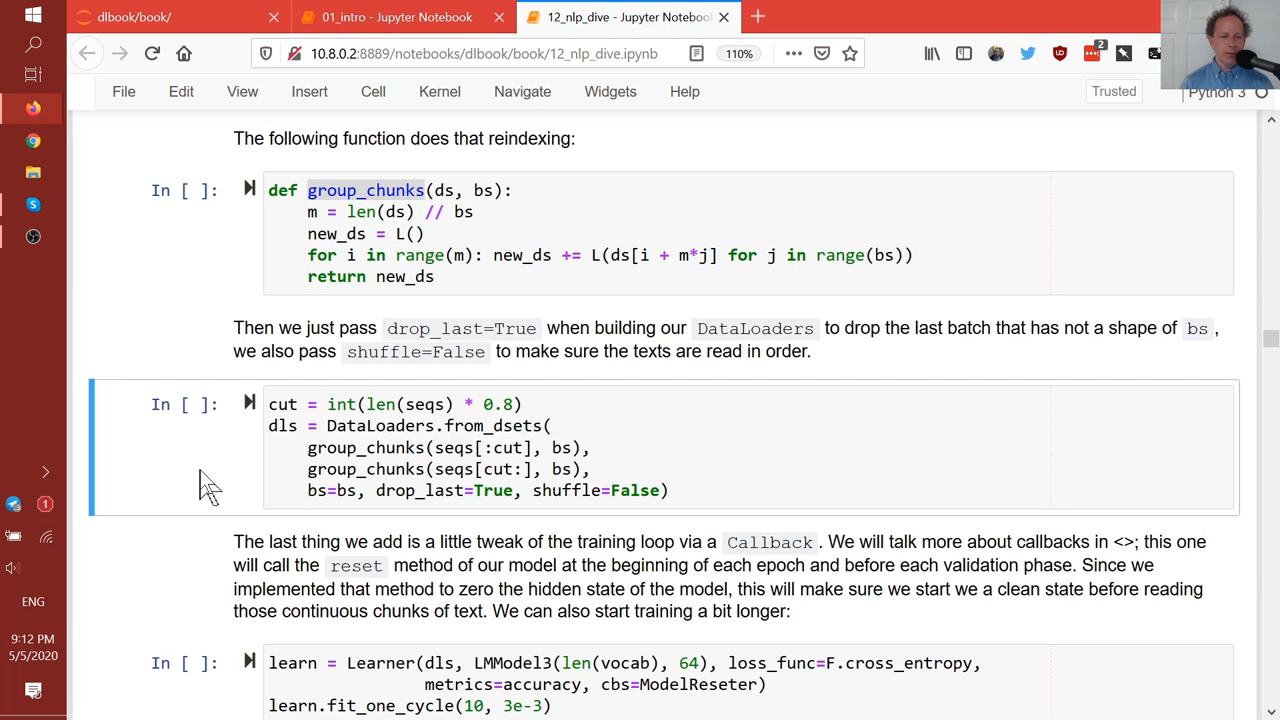 dlbook/book/
01_intro - Jupyter Notebook
12_nlp_dive - Jupyter Notebook
10.8.0.2:8889/notebooks/dlbook/book/12_nlp_dive.ipynb
110%
2
File Edit View Insert Cell Kernel Navigate Widgets Help
Trusted
Python 3
The following function does that reindexing:
In [ ]:
def group_chunks(ds, bs):
m = len(ds) // bs
new_ds = L()
for i in range(m): new_ds += L(ds[i + m*j] for j in range(bs))
return new_ds
Then we just pass drop_last=True when building our DataLoaders to drop the last batch that has not a shape of bs,
we also pass shuffle=False to make sure the texts are read in order.
In [ ]:
cut = int(len(seqs) * 0.8)
dls = DataLoaders.from_dsets(
group_chunks(seqs[:cut], bs),
group_chunks(seqs[cut:], bs),
bs=bs, drop_last=True, shuffle=False)
The last thing we add is a little tweak of the training loop via a Callback. We will talk more about callbacks in <>; this one
will call the reset method of our model at the beginning of each epoch and before each validation phase. Since we
implemented that method to zero the hidden state of the model, this will make sure we start we a clean state before reading
those continuous chunks of text. We can also start training a bit longer:
In [ ]:
learn = Learner(dls, LMModel3(len(vocab), 64), loss_func=F.cross_entropy,
metrics=accuracy, cbs=ModelReseter)
learn.fit_one_cycle(10, 3e-3)
1
ENG
9:12 PM
5/5/2020